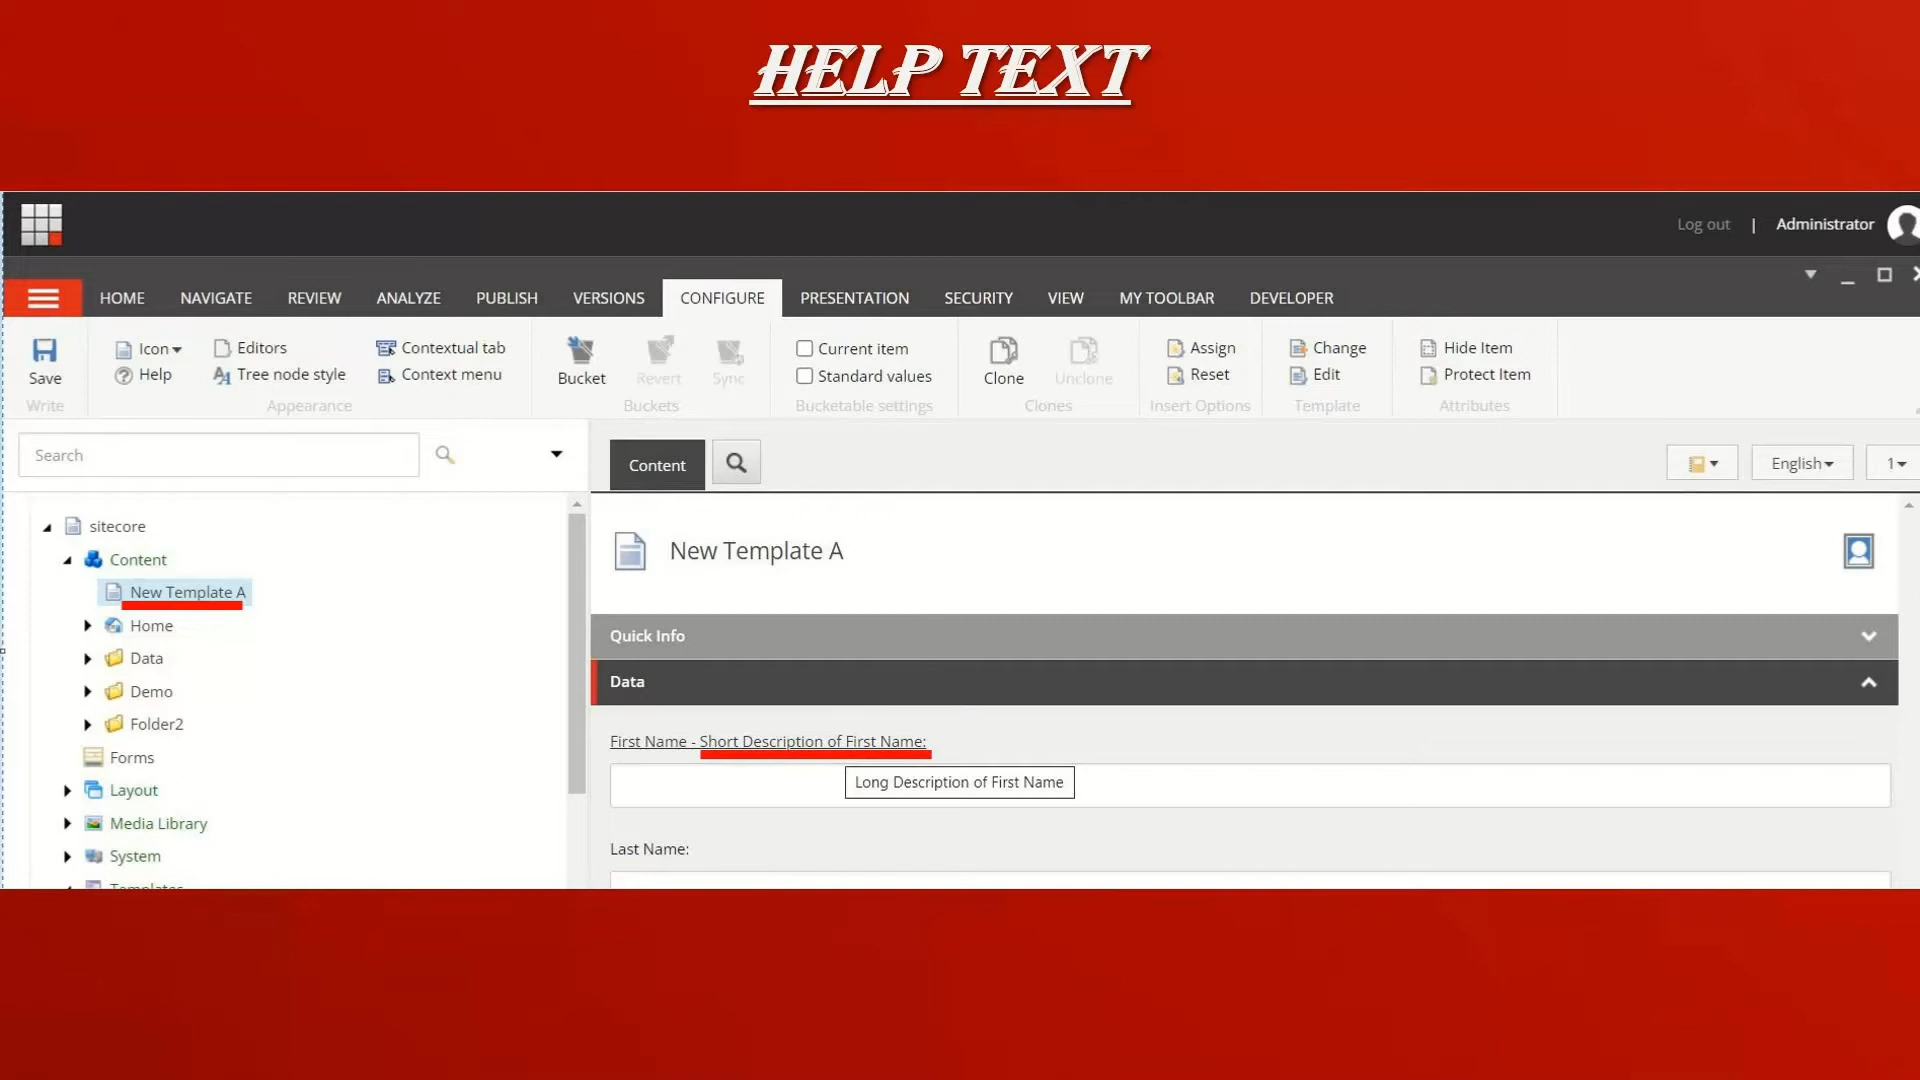 HELP TEXT
Log out | Administrator
HOME NAVIGATE REVIEW ANALYZE PUBLISH VERSIONS CONFIGURE PRESENTATION SECURITY VIEW MY TOOLBAR DEVELOPER
Icon Editors Contextual tab Current item Assign Change Hide Item
Save Help Tree node style Context menu Bucket Revert Sync Standard values Clone Unclone Reset Edit Protect Item
Write Appearance Buckets Bucketable settings Clones Insert Options Template Attributes
Search
Content English 1
sitecore
Content
New Template A
Home
Data
Demo
Folder2
Forms
Layout
Media Library
System
Templates
New Template A
Quick Info
Data
First Name - Short Description of First Name:
Long Description of First Name
Last Name: